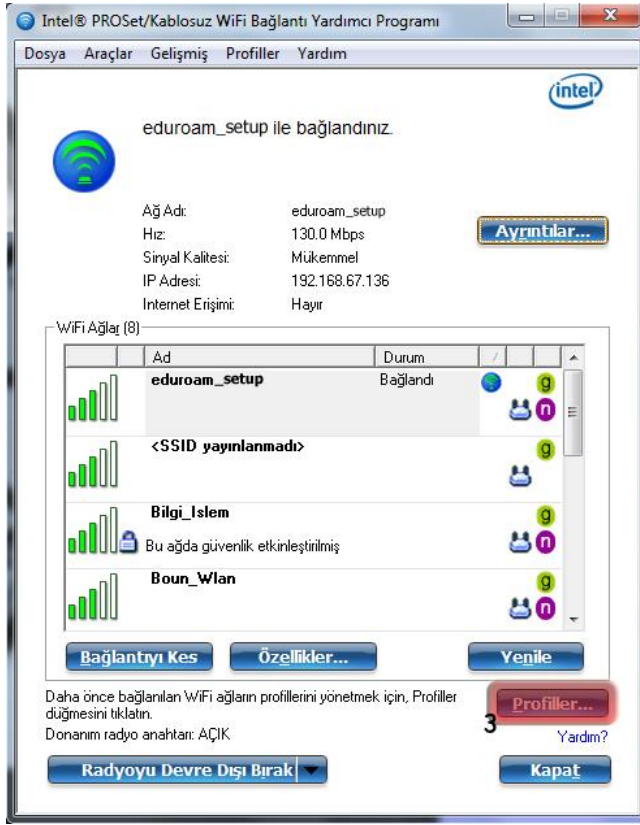 Intel® PROSet/Kablosuz WiFi Bağlantı Yardımcı Programı
Dosya Araçlar Gelişmiş Profiller Yardım
intel
eduroam_setup ile bağlandınız.
Ağ Adı: eduroam_setup
Hız: 130.0 Mbps
Ayrıntılar...
Sinyal Kalitesi: Mükemmel
IP Adresi: 192.168.67.136
Internet Erişimi: Hayır
WiFi Ağlar (8)
Ad Durum /
eduroam_setup Bağlandı g
n
<SSID yayınlanmadı> g
Bilgi_Islem g
Bu ağda güvenlik etkinleştirilmiş n
Boun_Wlan g
n
Bağlantıyı Kes Özellikler... Yenile
Daha önce bağlanılan WiFi ağların profillerini yönetmek için, Profiller
düğmesini tıklatın.
Profiller...
3
Donanım radyo anahtarı: AÇIK
Yardım?
Radyoyu Devre Dışı Bırak Kapat